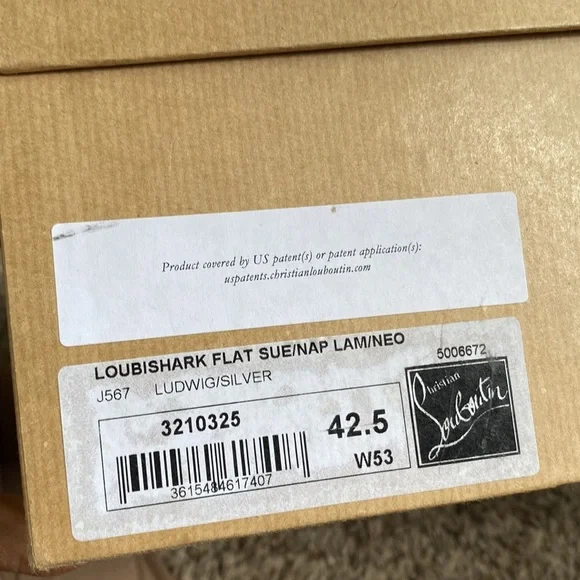 Product covered by US patent(s) or patent application(s):
uspatents.christianlouboutin.com
LOUBISHARK FLAT SUE/NAP LAM/NEO
J567 LUDWIG/SILVER
5006672
3210325
42.5
W53
3615484617407
Christian
Louboutin